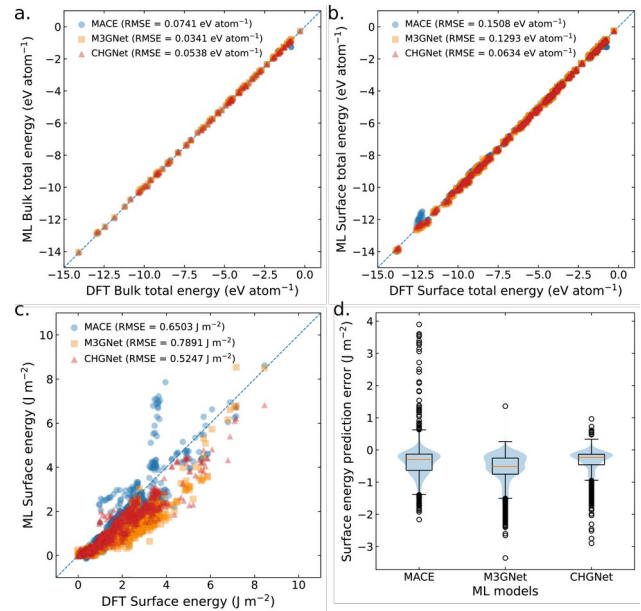 a.
MACE (RMSE = 0.0741 eV atom⁻¹)
M3GNet (RMSE = 0.0341 eV atom⁻¹)
CHGNet (RMSE = 0.0538 eV atom⁻¹)
ML Bulk total energy (eV atom⁻¹)
0
−2
−4
−6
−8
−10
−12
−14
−15.0 −12.5 −10.0 −7.5 −5.0 −2.5 0.0
DFT Bulk total energy (eV atom⁻¹)
b.
MACE (RMSE = 0.1508 eV atom⁻¹)
M3GNet (RMSE = 0.1293 eV atom⁻¹)
CHGNet (RMSE = 0.0634 eV atom⁻¹)
ML Surface total energy (eV atom⁻¹)
0
−2
−4
−6
−8
−10
−12
−14
−15.0 −12.5 −10.0 −7.5 −5.0 −2.5 0.0
DFT Surface total energy (eV atom⁻¹)
c.
MACE (RMSE = 0.6503 J m⁻²)
M3GNet (RMSE = 0.7891 J m⁻²)
CHGNet (RMSE = 0.5247 J m⁻²)
ML Surface energy (J m⁻²)
10
8
6
4
2
0
0 2 4 6 8 10
DFT Surface energy (J m⁻²)
d.
Surface energy prediction error (J m⁻²)
4
3
2
1
0
−1
−2
−3
MACE M3GNet CHGNet
ML models